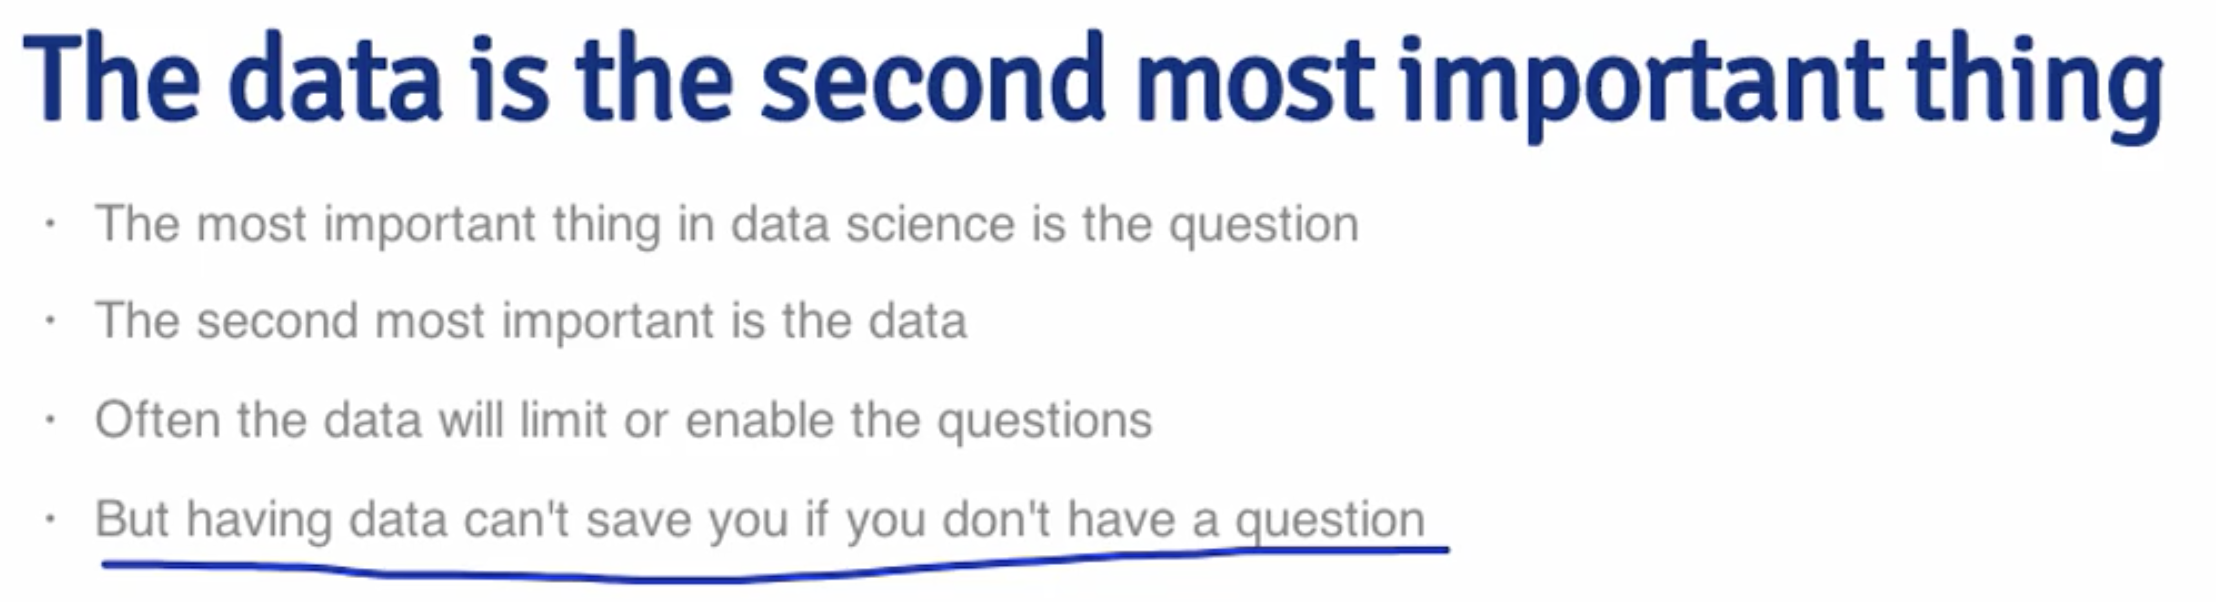 The data is the second most important thing
· The most important thing in data science is the question
· The second most important is the data
· Often the data will limit or enable the questions
· But having data can't save you if you don't have a question